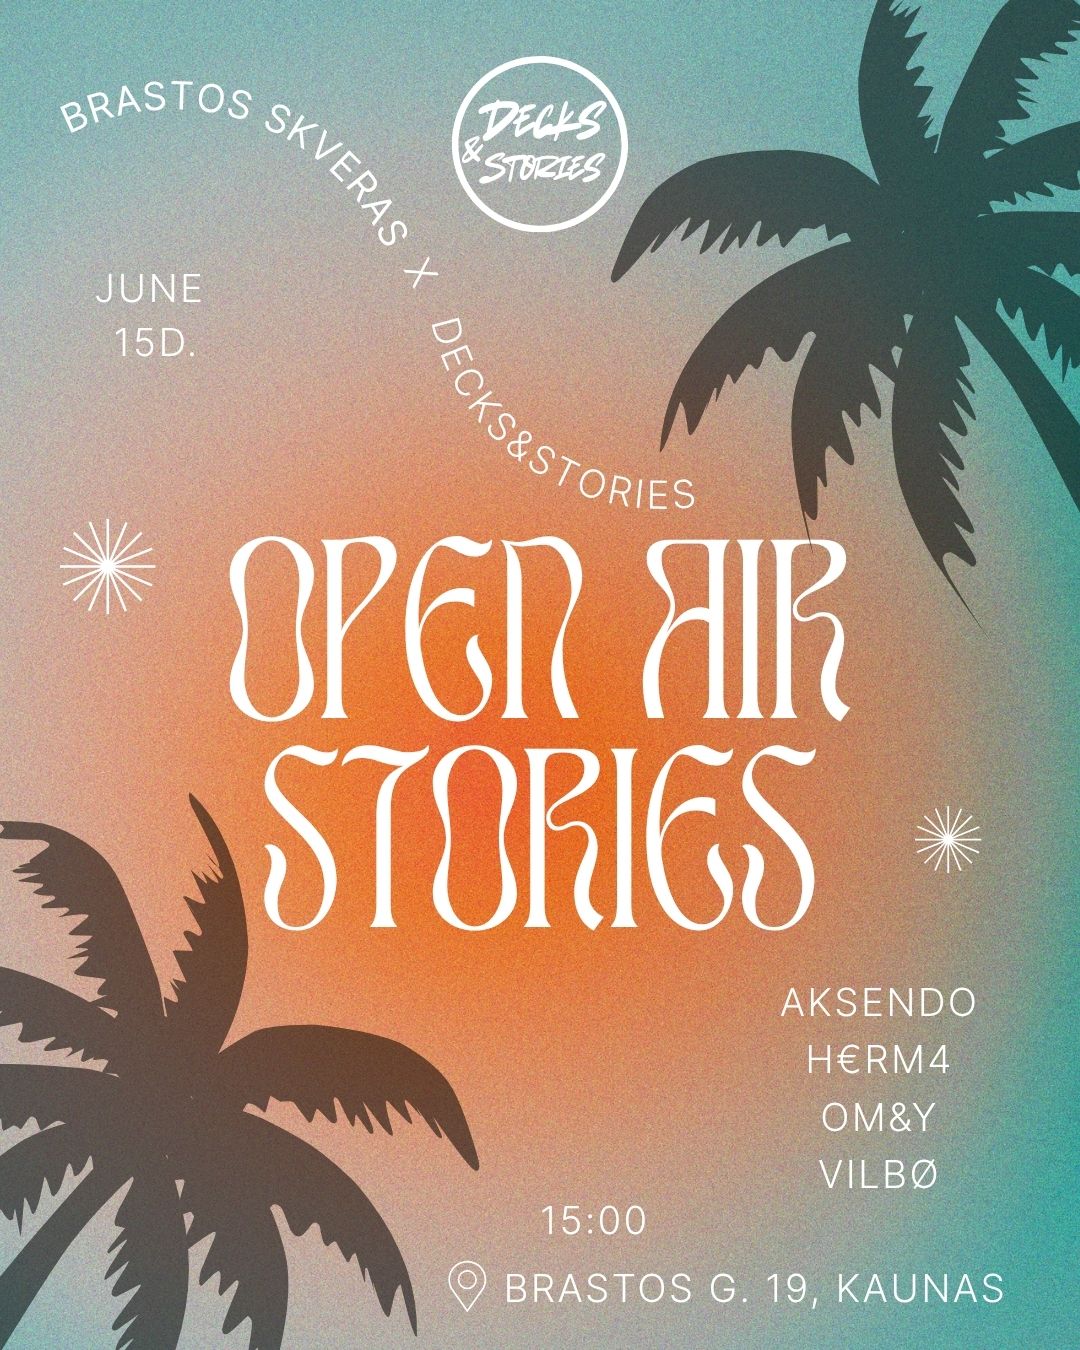 DECKS
& STORIES
BRASTOS SKVERAS X DECKS&STORIES
JUNE
15D.
OPEN AIR
STORIES
AKSENDO
H€RM4
OM&Y
VILBØ
15:00
BRASTOS G. 19, KAUNAS